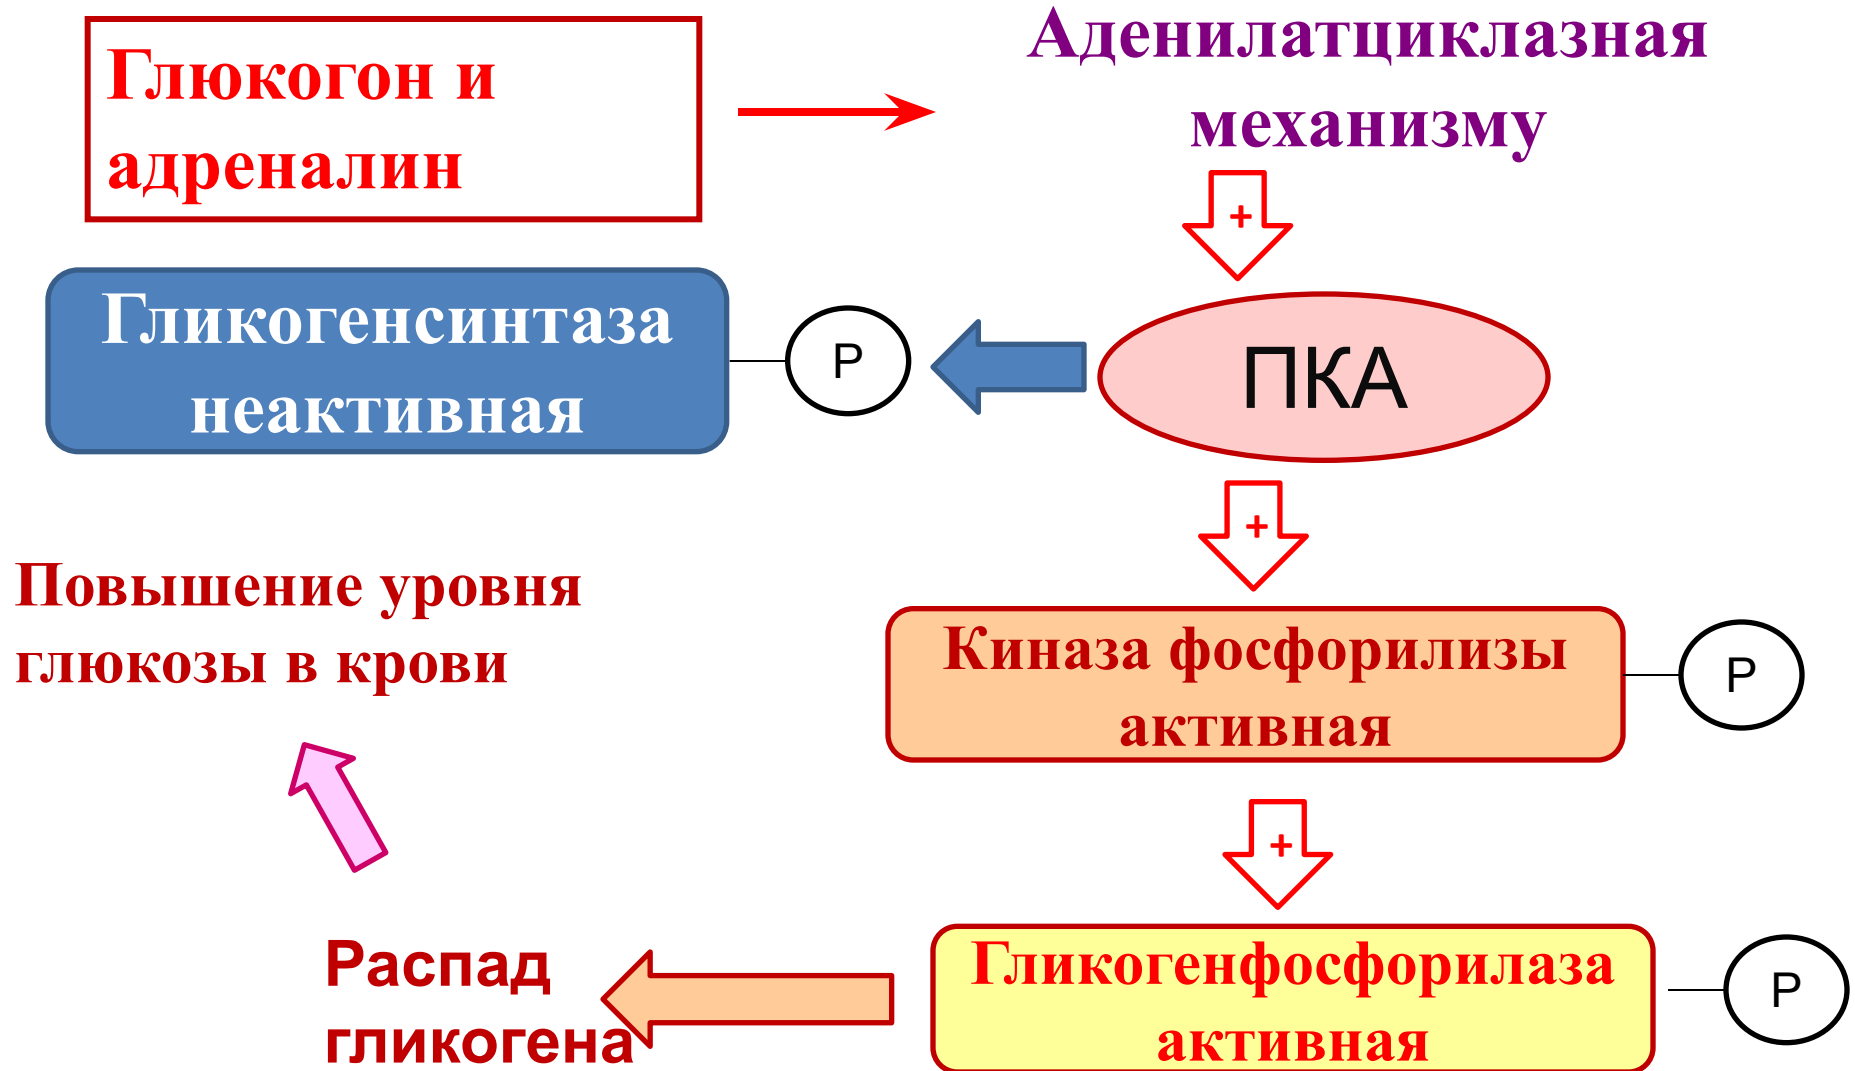 Глюкогон и
адреналин
Аденилатциклазная
механизму
+
Гликогенсинтаза
неактивная
Р
ПКА
+
Повышение уровня
глюкозы в крови
Киназа фосфорилизы
активная
Р
+
Распад
гликогена
Гликогенфосфорилаза
активная
Р